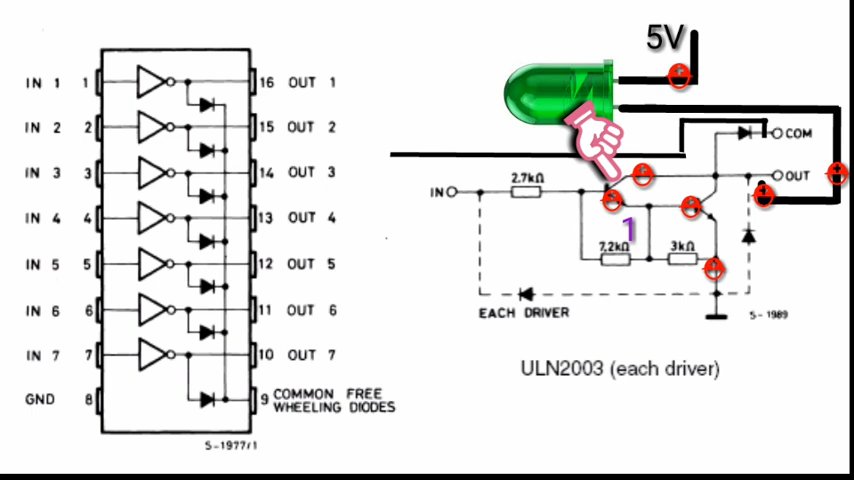 5V
IN 1 1 16 OUT 1
IN 2 2 15 OUT 2
IN 3 3 14 OUT 3
IN 4 4 13 OUT 4
IN 5 5 12 OUT 5
IN 6 6 11 OUT 6
IN 7 7 10 OUT 7
GND 8 9 COMMON FREE
WHEELING DIODES
S-1977/1
COM
OUT
IN
2.7kΩ
1
7.2kΩ 3kΩ
EACH DRIVER
S-1989
ULN2003 (each driver)